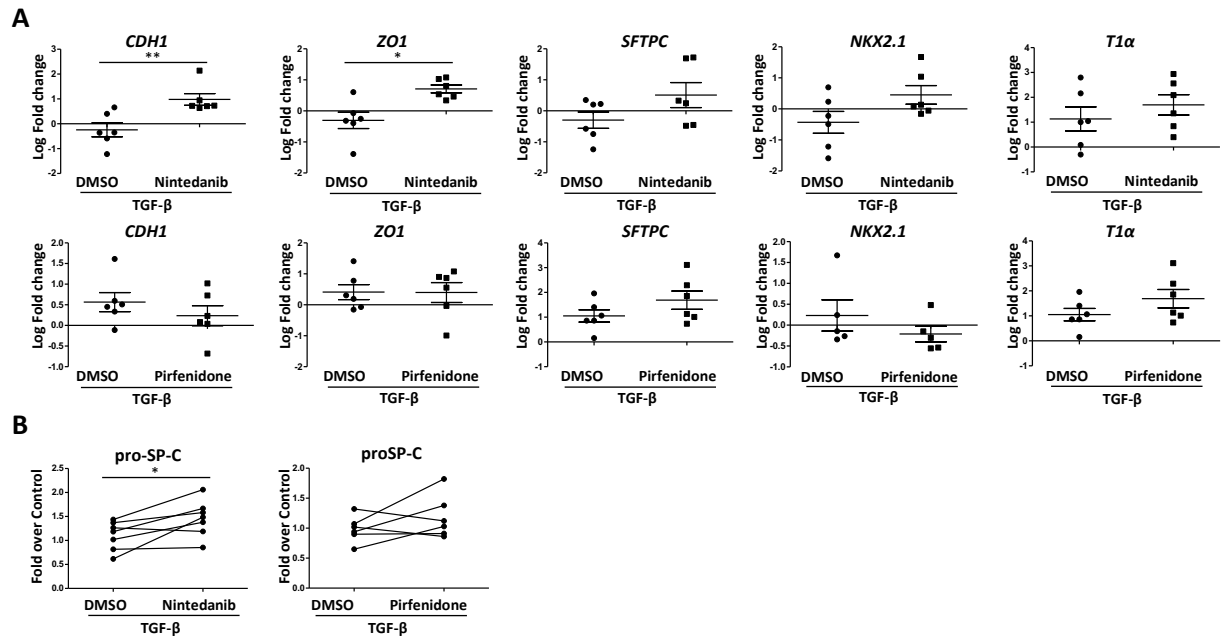 A
CDH1 ZO1 SFTPC NKX2.1 T1α
** *
Log Fold change Log Fold change Log Fold change Log Fold change Log Fold change
3 2 2 2 4
2 1 1 1 3
1 0 0 0 2
0 -1 -1 -1 1
-1 -2 -2 -2 0
-2 -1
DMSO Nintedanib DMSO Nintedanib DMSO Nintedanib DMSO Nintedanib DMSO Nintedanib
TGF-β TGF-β TGF-β TGF-β TGF-β
CDH1 ZO1 SFTPC NKX2.1 T1α
Log Fold change Log Fold change Log Fold change Log Fold change Log Fold change
2.0 2 4 2.0 4
1.5 1 3 1.5 3
1.0 0 2 1.0 2
0.5 -1 1 0.5 1
0.0 -2 0 0.0 0
-0.5 -1 -0.5 -1
-1.0 -1.0
DMSO Pirfenidone DMSO Pirfenidone DMSO Pirfenidone DMSO Pirfenidone DMSO Pirfenidone
TGF-β TGF-β TGF-β TGF-β TGF-β
B
pro-SP-C proSP-C
*
Fold over Control Fold over Control
2.5 2.0
2.0 1.5
1.5 1.0
1.0 0.5
0.5 0.0
0.0
DMSO Nintedanib DMSO Pirfenidone
TGF-β TGF-β